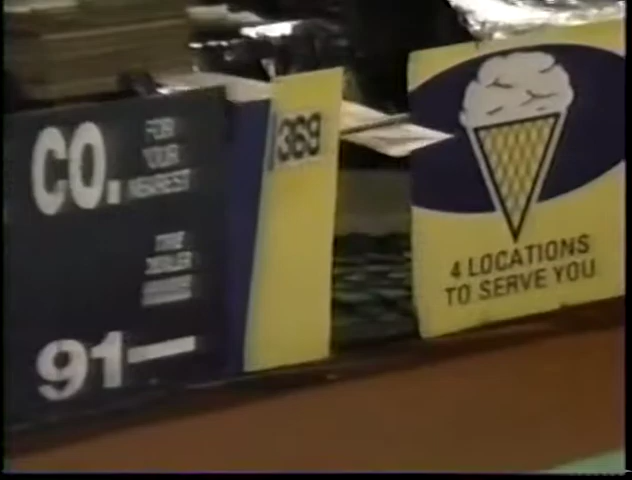 CO.
FOR
YOUR
NEAREST
91—
369
4 LOCATIONS
TO SERVE YOU